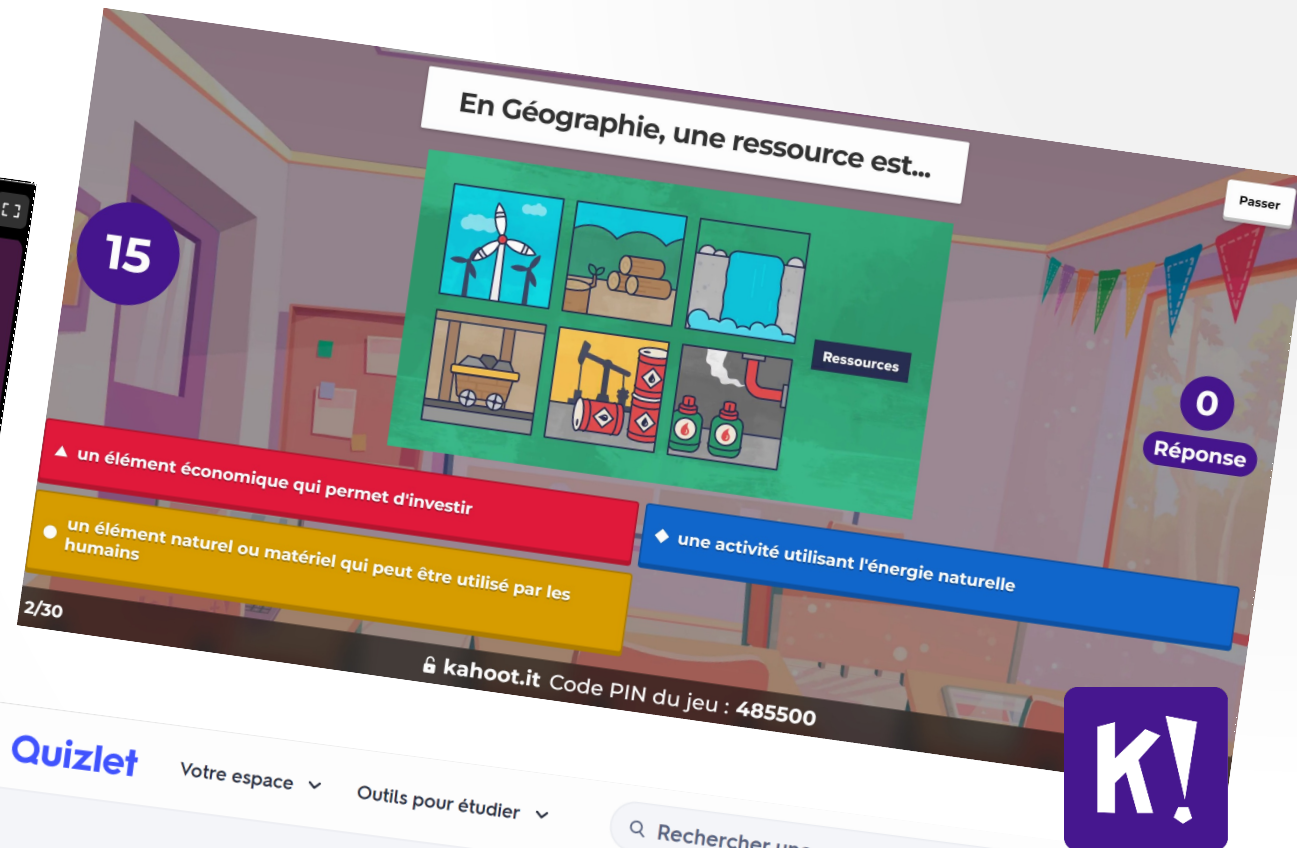 En Géographie, une ressource est...
Passer
15
Ressources
0
Réponse
un élément économique qui permet d'investir
une activité utilisant l'énergie naturelle
un élément naturel ou matériel qui peut être utilisé par les
humains
2/30
kahoot.it Code PIN du jeu : 485500
K!
Quizlet
Votre espace
Outils pour étudier
Rechercher